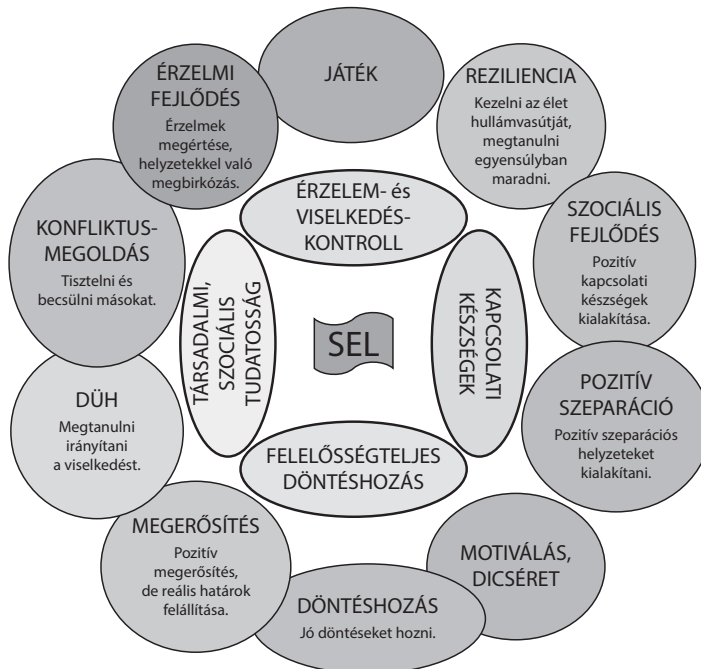 JÁTÉK
REZILIENCIA
Kezelni az élet
hullámvasútját,
megtanulni
egyensúlyban
maradni.
SZOCIÁLIS
FEJLŐDÉS
Pozitív
kapcsolati
készségek
kialakítása.
POZITÍV
SZEPARÁCIÓ
Pozitív szeparációs
helyzeteket
kialakítani.
MOTIVÁLÁS,
DICSÉRET
DÖNTÉSHOZÁS
Jó döntéseket hozni.
MEGERŐSÍTÉS
Pozitív
megerősítés,
de reális határok
felállítása.
DÜH
Megtanulni
irányítani
a viselkedést.
KONFLIKTUS-
MEGOLDÁS
Tisztelni és
becsülni másokat.
ÉRZELMI
FEJLŐDÉS
Érzelmek
megértése,
helyzetekkel való
megbirkózás.
ÉRZELEM- és
VISELKEDÉS-
KONTROLL
KAPCSOLATI
KÉSZSÉGEK
FELELŐSSÉGTELJES
DÖNTÉSHOZÁS
TÁRSADALMI,
SZOCIÁLIS
TUDATOSSÁG
SEL